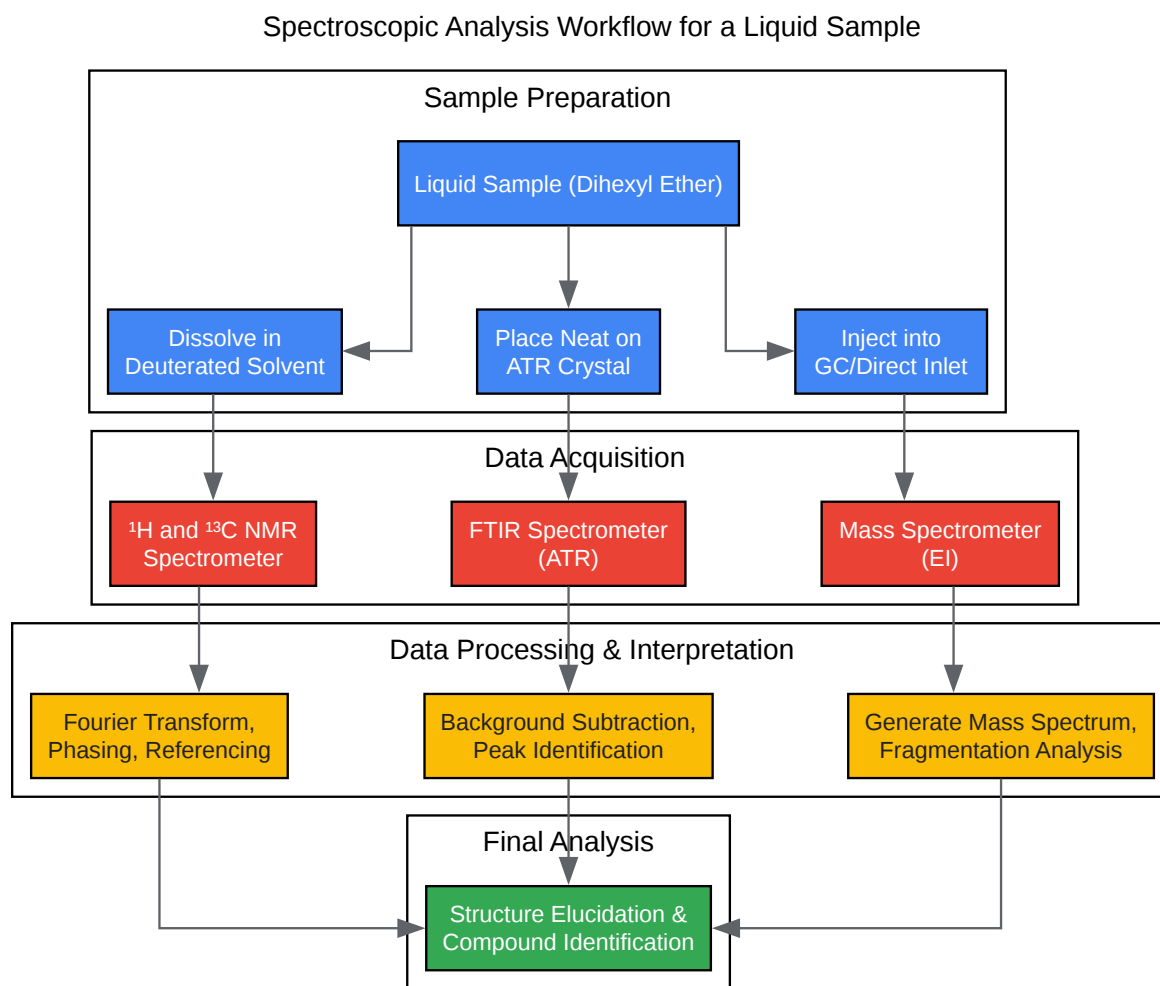 Spectroscopic Analysis Workflow for a Liquid Sample
Sample Preparation
Liquid Sample (Dihexyl Ether)
Dissolve in
Deuterated Solvent
Place Neat on
ATR Crystal
Inject into
GC/Direct Inlet
Data Acquisition
¹H and ¹³C NMR
Spectrometer
FTIR Spectrometer
(ATR)
Mass Spectrometer
(EI)
Data Processing & Interpretation
Fourier Transform,
Phasing, Referencing
Background Subtraction,
Peak Identification
Generate Mass Spectrum,
Fragmentation Analysis
Final Analysis
Structure Elucidation &
Compound Identification